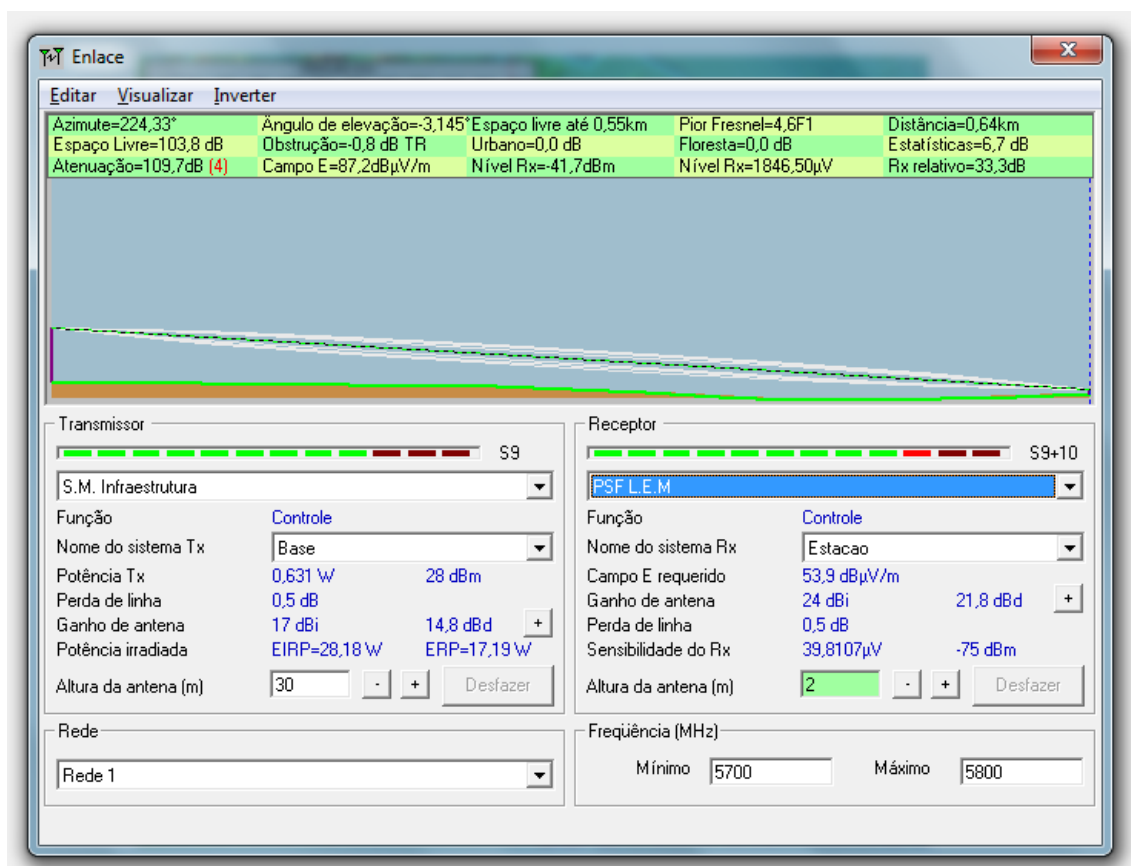 Enlace
Editar Visualizar Inverter
Azimute=224,33° Ângulo de elevação=-3,145° Espaço livre até 0,55km Pior Fresnel=4,6F1 Distância=0,64km
Espaço Livre=103,8 dB Obstrução=-0,8 dB TR Urbano=0,0 dB Floresta=0,0 dB Estatísticas=6,7 dB
Atenuação=109,7dB (4) Campo E=87,2dBµV/m Nível Rx=-41,7dBm Nível Rx=1846,50µV Rx relativo=33,3dB
Transmissor Receptor
S9 S9+10
S.M. Infraestrutura PSF L.E.M
Função Controle Função Controle
Nome do sistema Tx Base Nome do sistema Rx Estacao
Potência Tx 0,631 W 28 dBm Campo E requerido 53,9 dBµV/m
Perda de linha 0,5 dB Ganho de antena 24 dBi 21,8 dBd +
Ganho de antena 17 dBi 14,8 dBd + Perda de linha 0,5 dB
Potência irradiada EIRP=28,18 W ERP=17,19 W Sensibilidade do Rx 39,8107µV -75 dBm
Altura da antena (m) 30 - + Desfazer Altura da antena (m) 2 - + Desfazer
Rede Freqüência (MHz)
Rede 1 Mínimo 5700 Máximo 5800